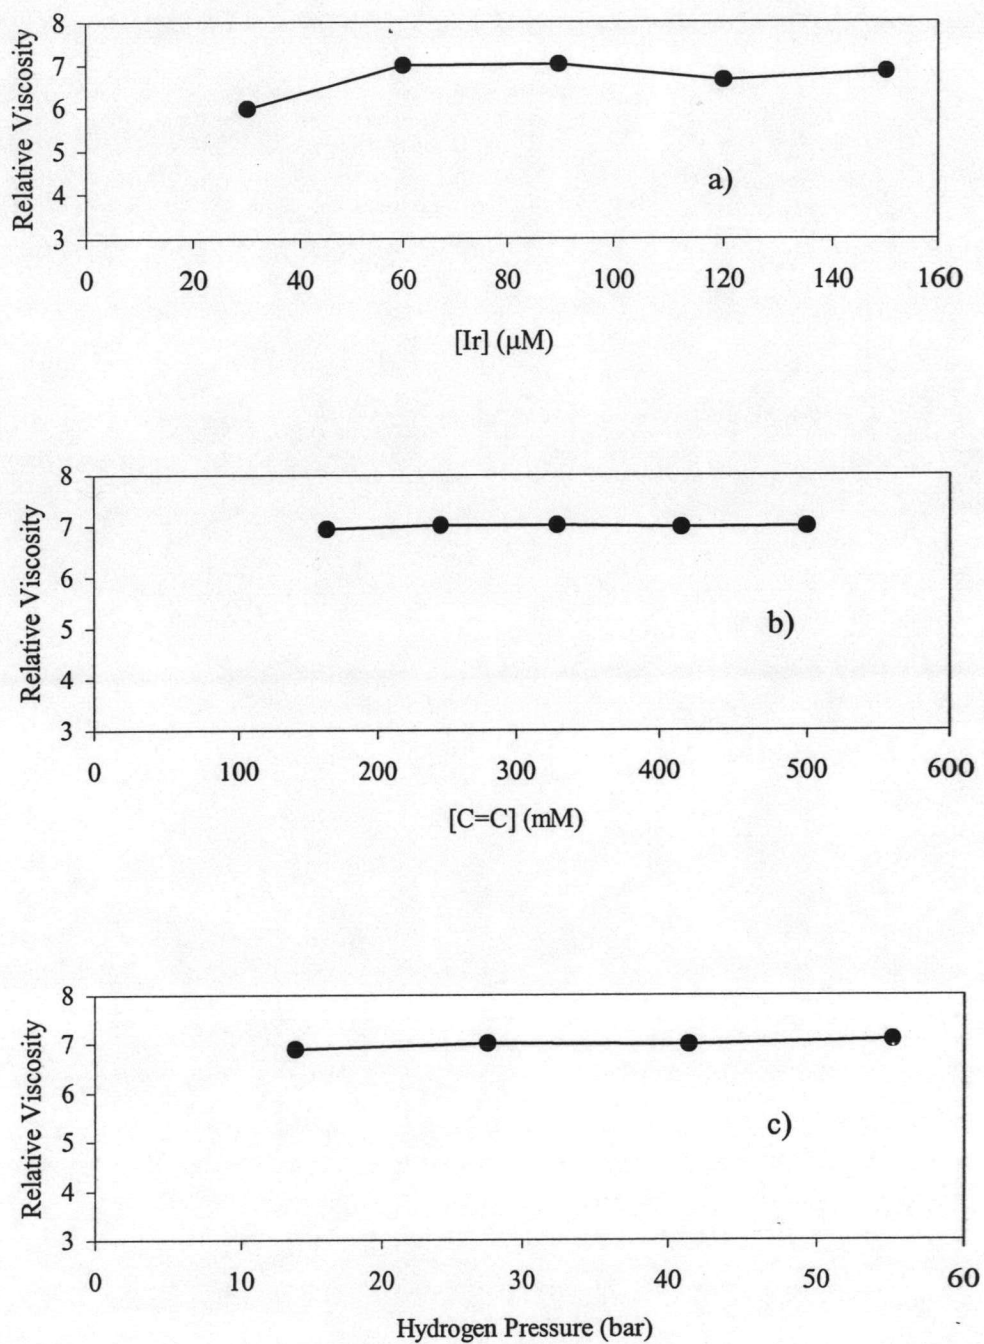 Relative Viscosity
8
7
6
5
4
3
a)
0 20 40 60 80 100 120 140 160
[Ir] (μM)
Relative Viscosity
8
7
6
5
4
3
b)
0 100 200 300 400 500 600
[C=C] (mM)
Relative Viscosity
8
7
6
5
4
3
c)
0 10 20 30 40 50 60
Hydrogen Pressure (bar)